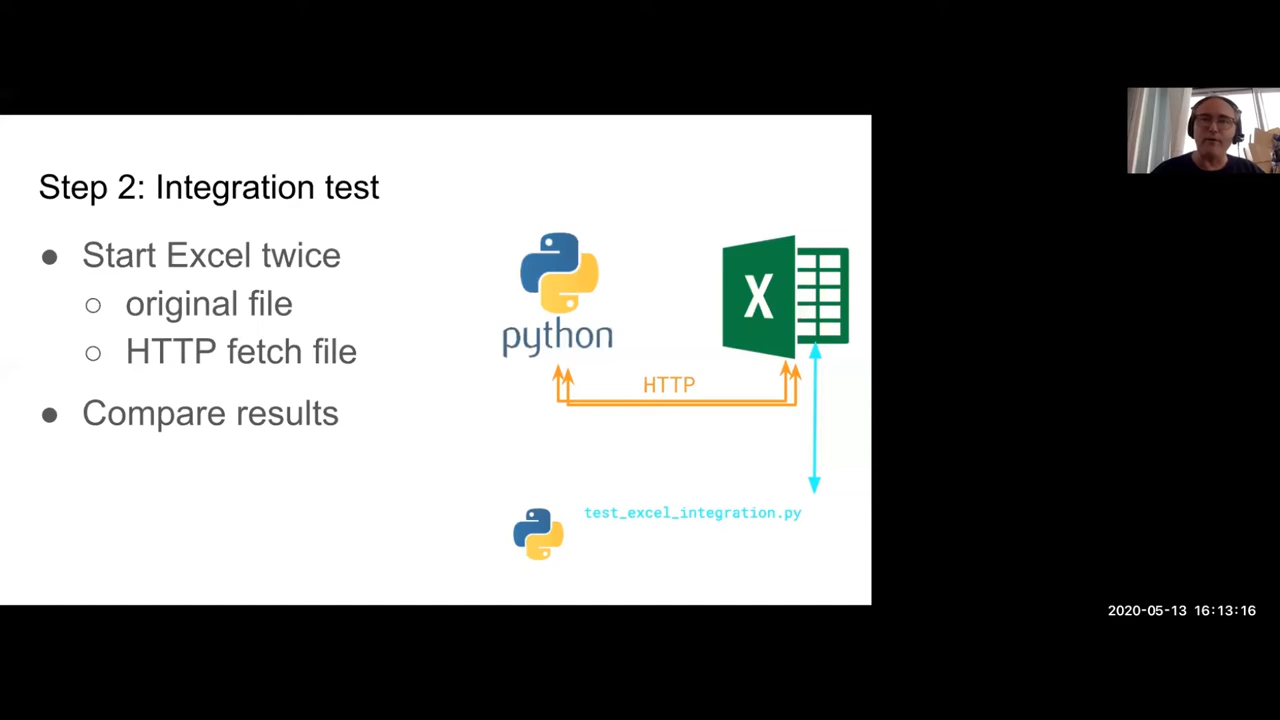 Step 2: Integration test
● Start Excel twice
○ original file
○ HTTP fetch file
● Compare results
python
X
HTTP
test_excel_integration.py
2020-05-13 16:13:16